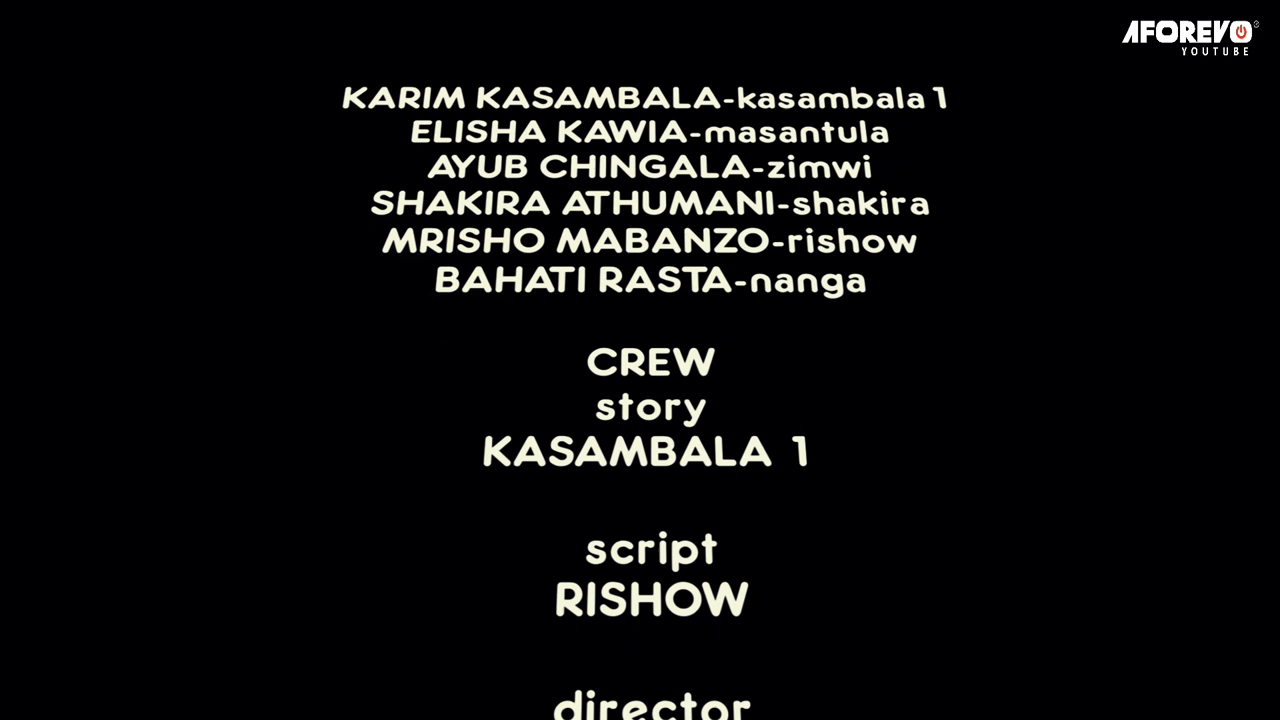 AFOREVO
YOUTUBE
KARIM KASAMBALA-kasambala 1
ELISHA KAWIA-masantula
AYUB CHINGALA-zimwi
SHAKIRA ATHUMANI-shakira
MRISHO MABANZO-rishow
BAHATI RASTA-nanga
CREW
story
KASAMBALA 1
script
RISHOW
director